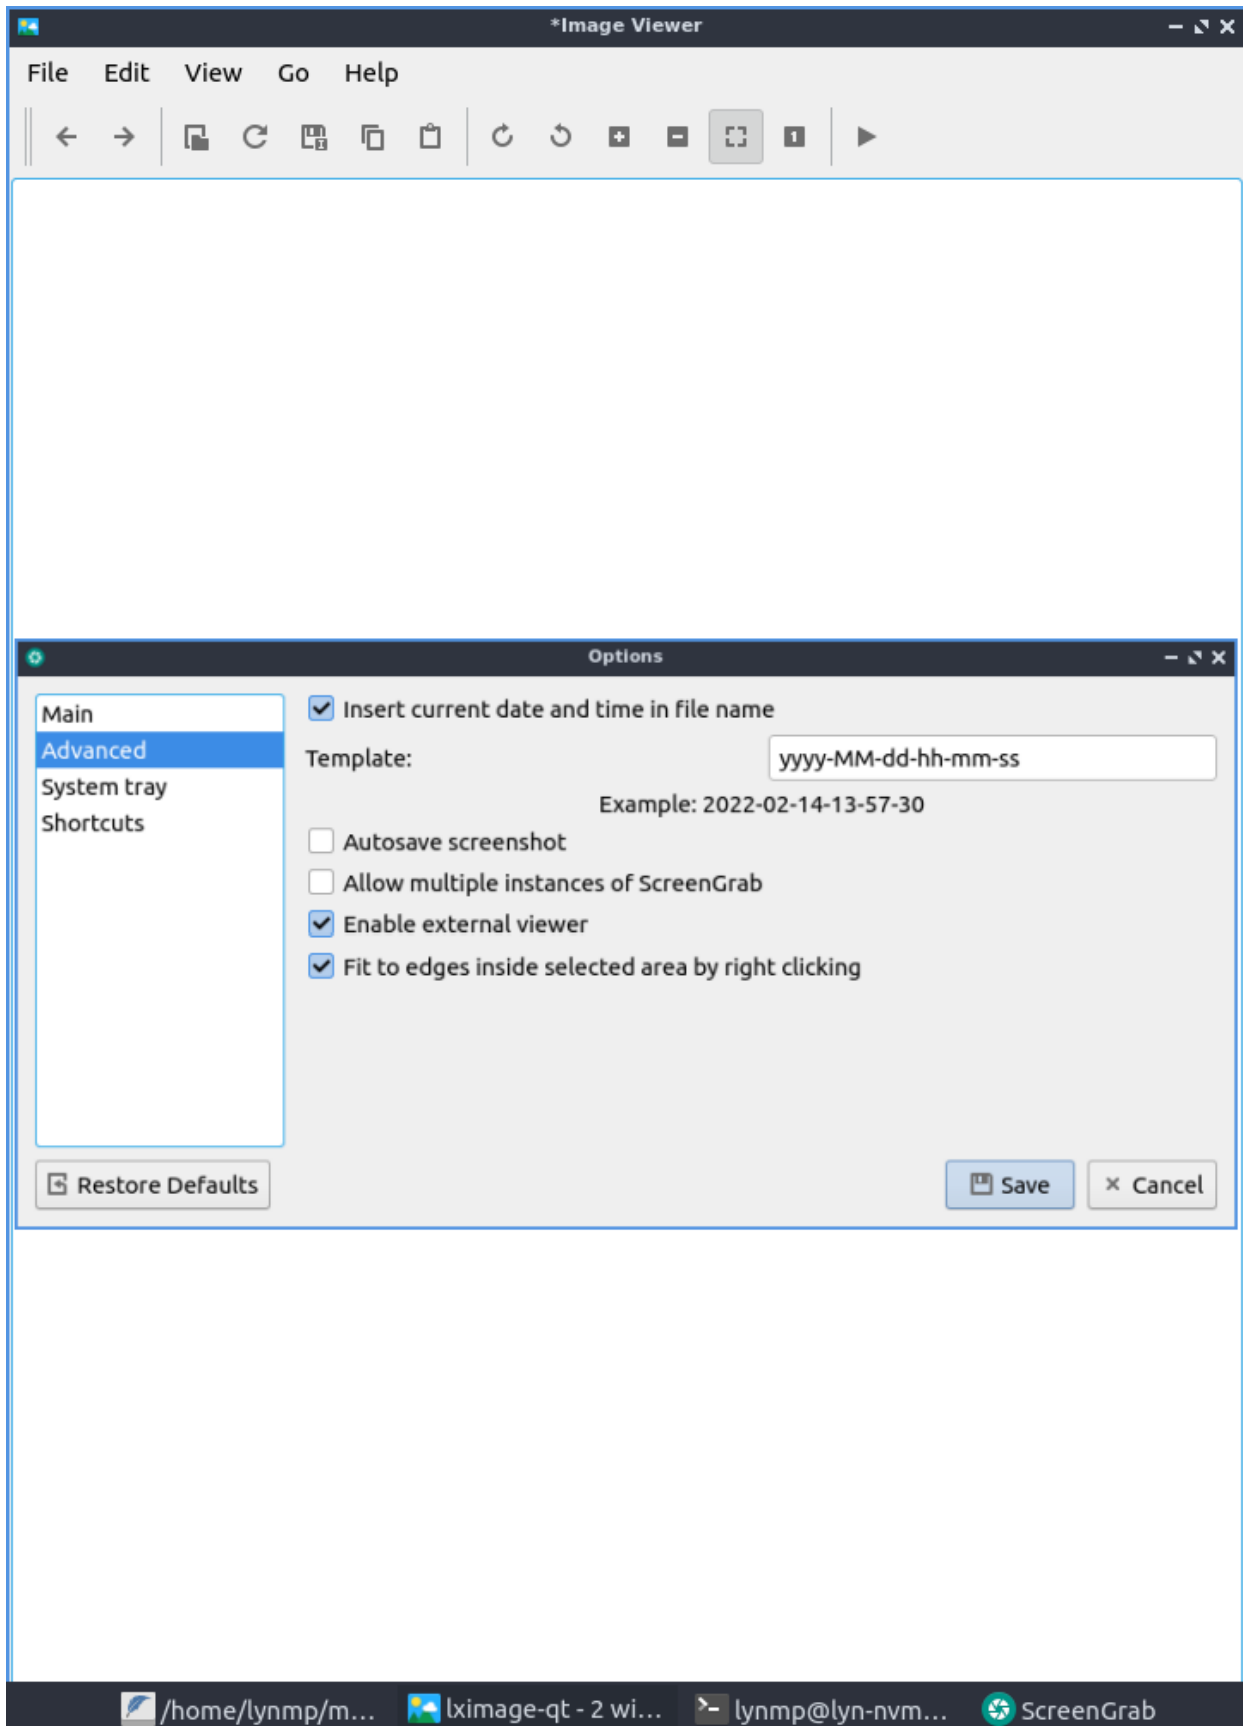 *Image Viewer
File Edit View Go Help
1
Options
Main
Advanced
System tray
Shortcuts
Insert current date and time in file name
Template: yyyy-MM-dd-hh-mm-ss
Example: 2022-02-14-13-57-30
Autosave screenshot
Allow multiple instances of ScreenGrab
Enable external viewer
Fit to edges inside selected area by right clicking
Restore Defaults Save Cancel
/home/lynmp/m... lximage-qt - 2 wi... lynmp@lyn-nvm... ScreenGrab